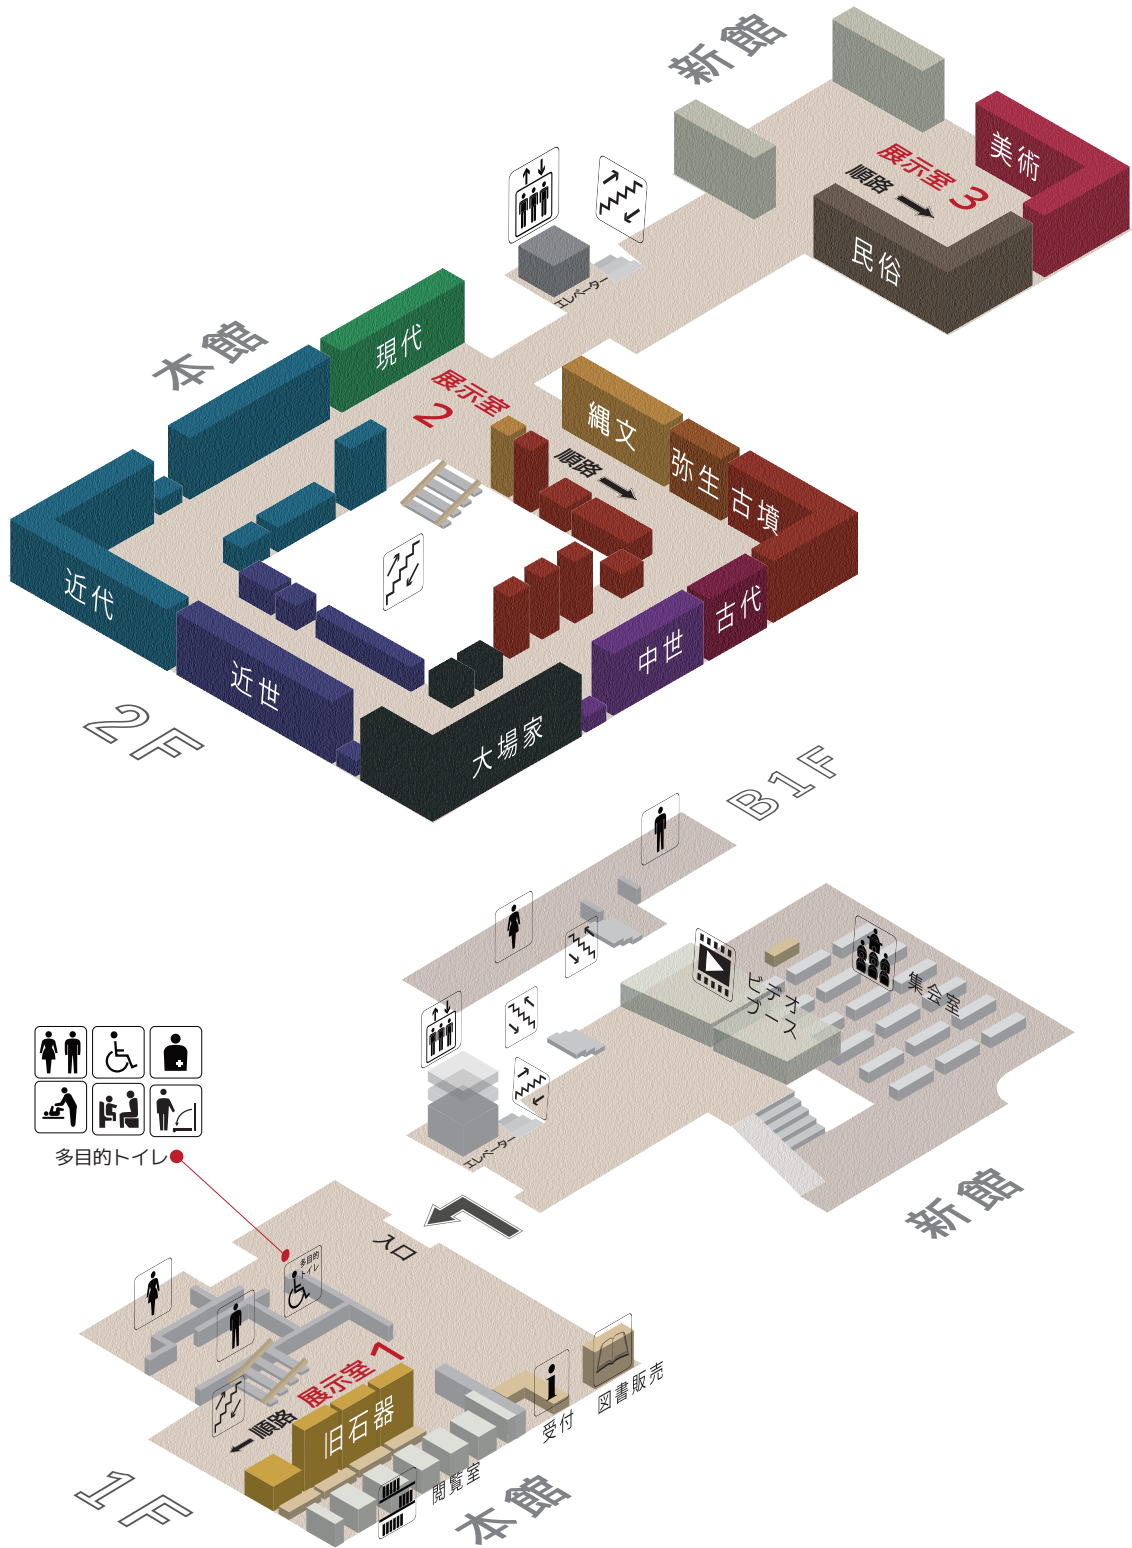 新館
美術
展示室 3
順路
民俗
エレベーター
本館
現代
展示室
2
縄文
順路
弥生
古墳
近代
古代
中世
近世
大場家
2F
B1F
ビデオ
ブース
集会室
エレベーター
新館
多目的トイレ
入口
多目的
トイレ
展示室1
順路
旧石器
図書販売
受付
閲覧室
1F
本館